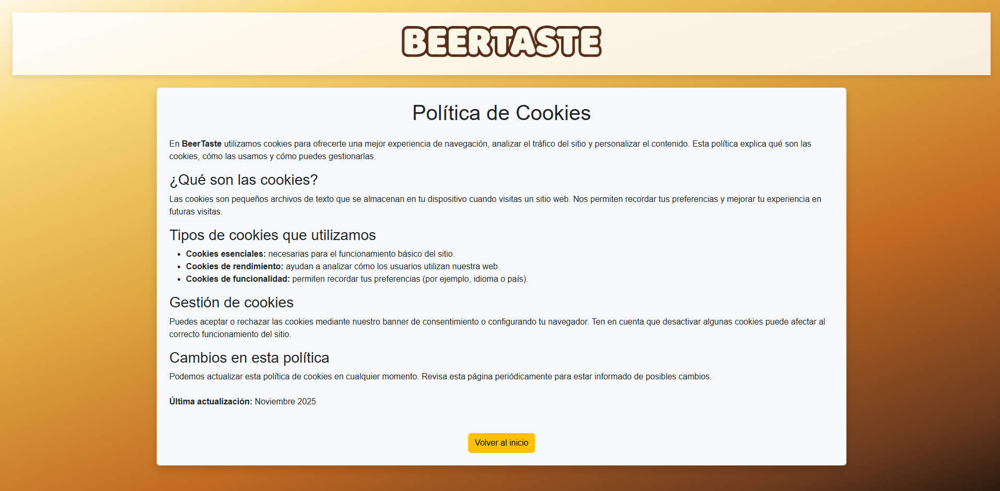 BEERTASTE
Política de Cookies
En BeerTaste utilizamos cookies para ofrecerte una mejor experiencia de navegación, analizar el tráfico del sitio y personalizar el contenido. Esta política explica qué son las
cookies, cómo las usamos y cómo puedes gestionarlas.
¿Qué son las cookies?
Las cookies son pequeños archivos de texto que se almacenan en tu dispositivo cuando visitas un sitio web. Nos permiten recordar tus preferencias y mejorar tu experiencia en
futuras visitas.
Tipos de cookies que utilizamos
• Cookies esenciales: necesarias para el funcionamiento básico del sitio.
• Cookies de rendimiento: ayudan a analizar cómo los usuarios utilizan nuestra web.
• Cookies de funcionalidad: permiten recordar tus preferencias (por ejemplo, idioma o país).
Gestión de cookies
Puedes aceptar o rechazar las cookies mediante nuestro banner de consentimiento o configurando tu navegador. Ten en cuenta que desactivar algunas cookies puede afectar al
correcto funcionamiento del sitio.
Cambios en esta política
Podemos actualizar esta política de cookies en cualquier momento. Revisa esta página periódicamente para estar informado de posibles cambios.
Última actualización: Noviembre 2025
Volver al inicio